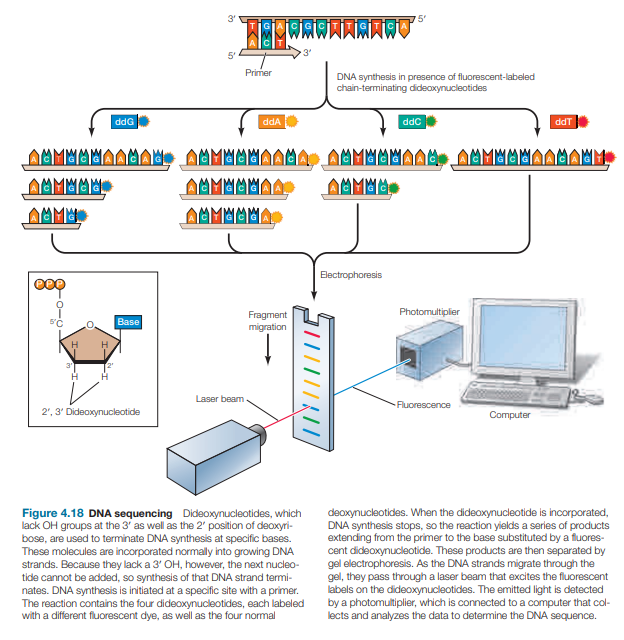 3′ T G A C G C T T G T C A 5′
A C T
5′ 3′
Primer
DNA synthesis in presence of fluorescent-labeled
chain-terminating dideoxynucleotides
ddG ddA ddC ddT
A C T G C G A A C A G A C T G C G A A C A A C T G C G A A C A C T G C G A A C A G T
A C T G C G A C T G C G A A A C T G C
A C T G A C T G C G A
Electrophoresis
P P P
O
5′C O Base
H H
3′ 2′
H H
2′, 3′ Dideoxynucleotide
Fragment
migration
Laser beam
Photomultiplier
Fluorescence
Computer
Figure 4.18 DNA sequencing Dideoxynucleotides, which
lack OH groups at the 3′ as well as the 2′ position of deoxyri-
bose, are used to terminate DNA synthesis at specific bases.
These molecules are incorporated normally into growing DNA
strands. Because they lack a 3′ OH, however, the next nucleo-
tide cannot be added, so synthesis of that DNA strand termi-
nates. DNA synthesis is initiated at a specific site with a primer.
The reaction contains the four dideoxynucleotides, each labeled
with a different fluorescent dye, as well as the four normal
deoxynucleotides. When the dideoxynucleotide is incorporated,
DNA synthesis stops, so the reaction yields a series of products
extending from the primer to the base substituted by a fluores-
cent dideoxynucleotide. These products are then separated by
gel electrophoresis. As the DNA strands migrate through the
gel, they pass through a laser beam that excites the fluorescent
labels on the dideoxynucleotides. The emitted light is detected
by a photomultiplier, which is connected to a computer that col-
lects and analyzes the data to determine the DNA sequence.